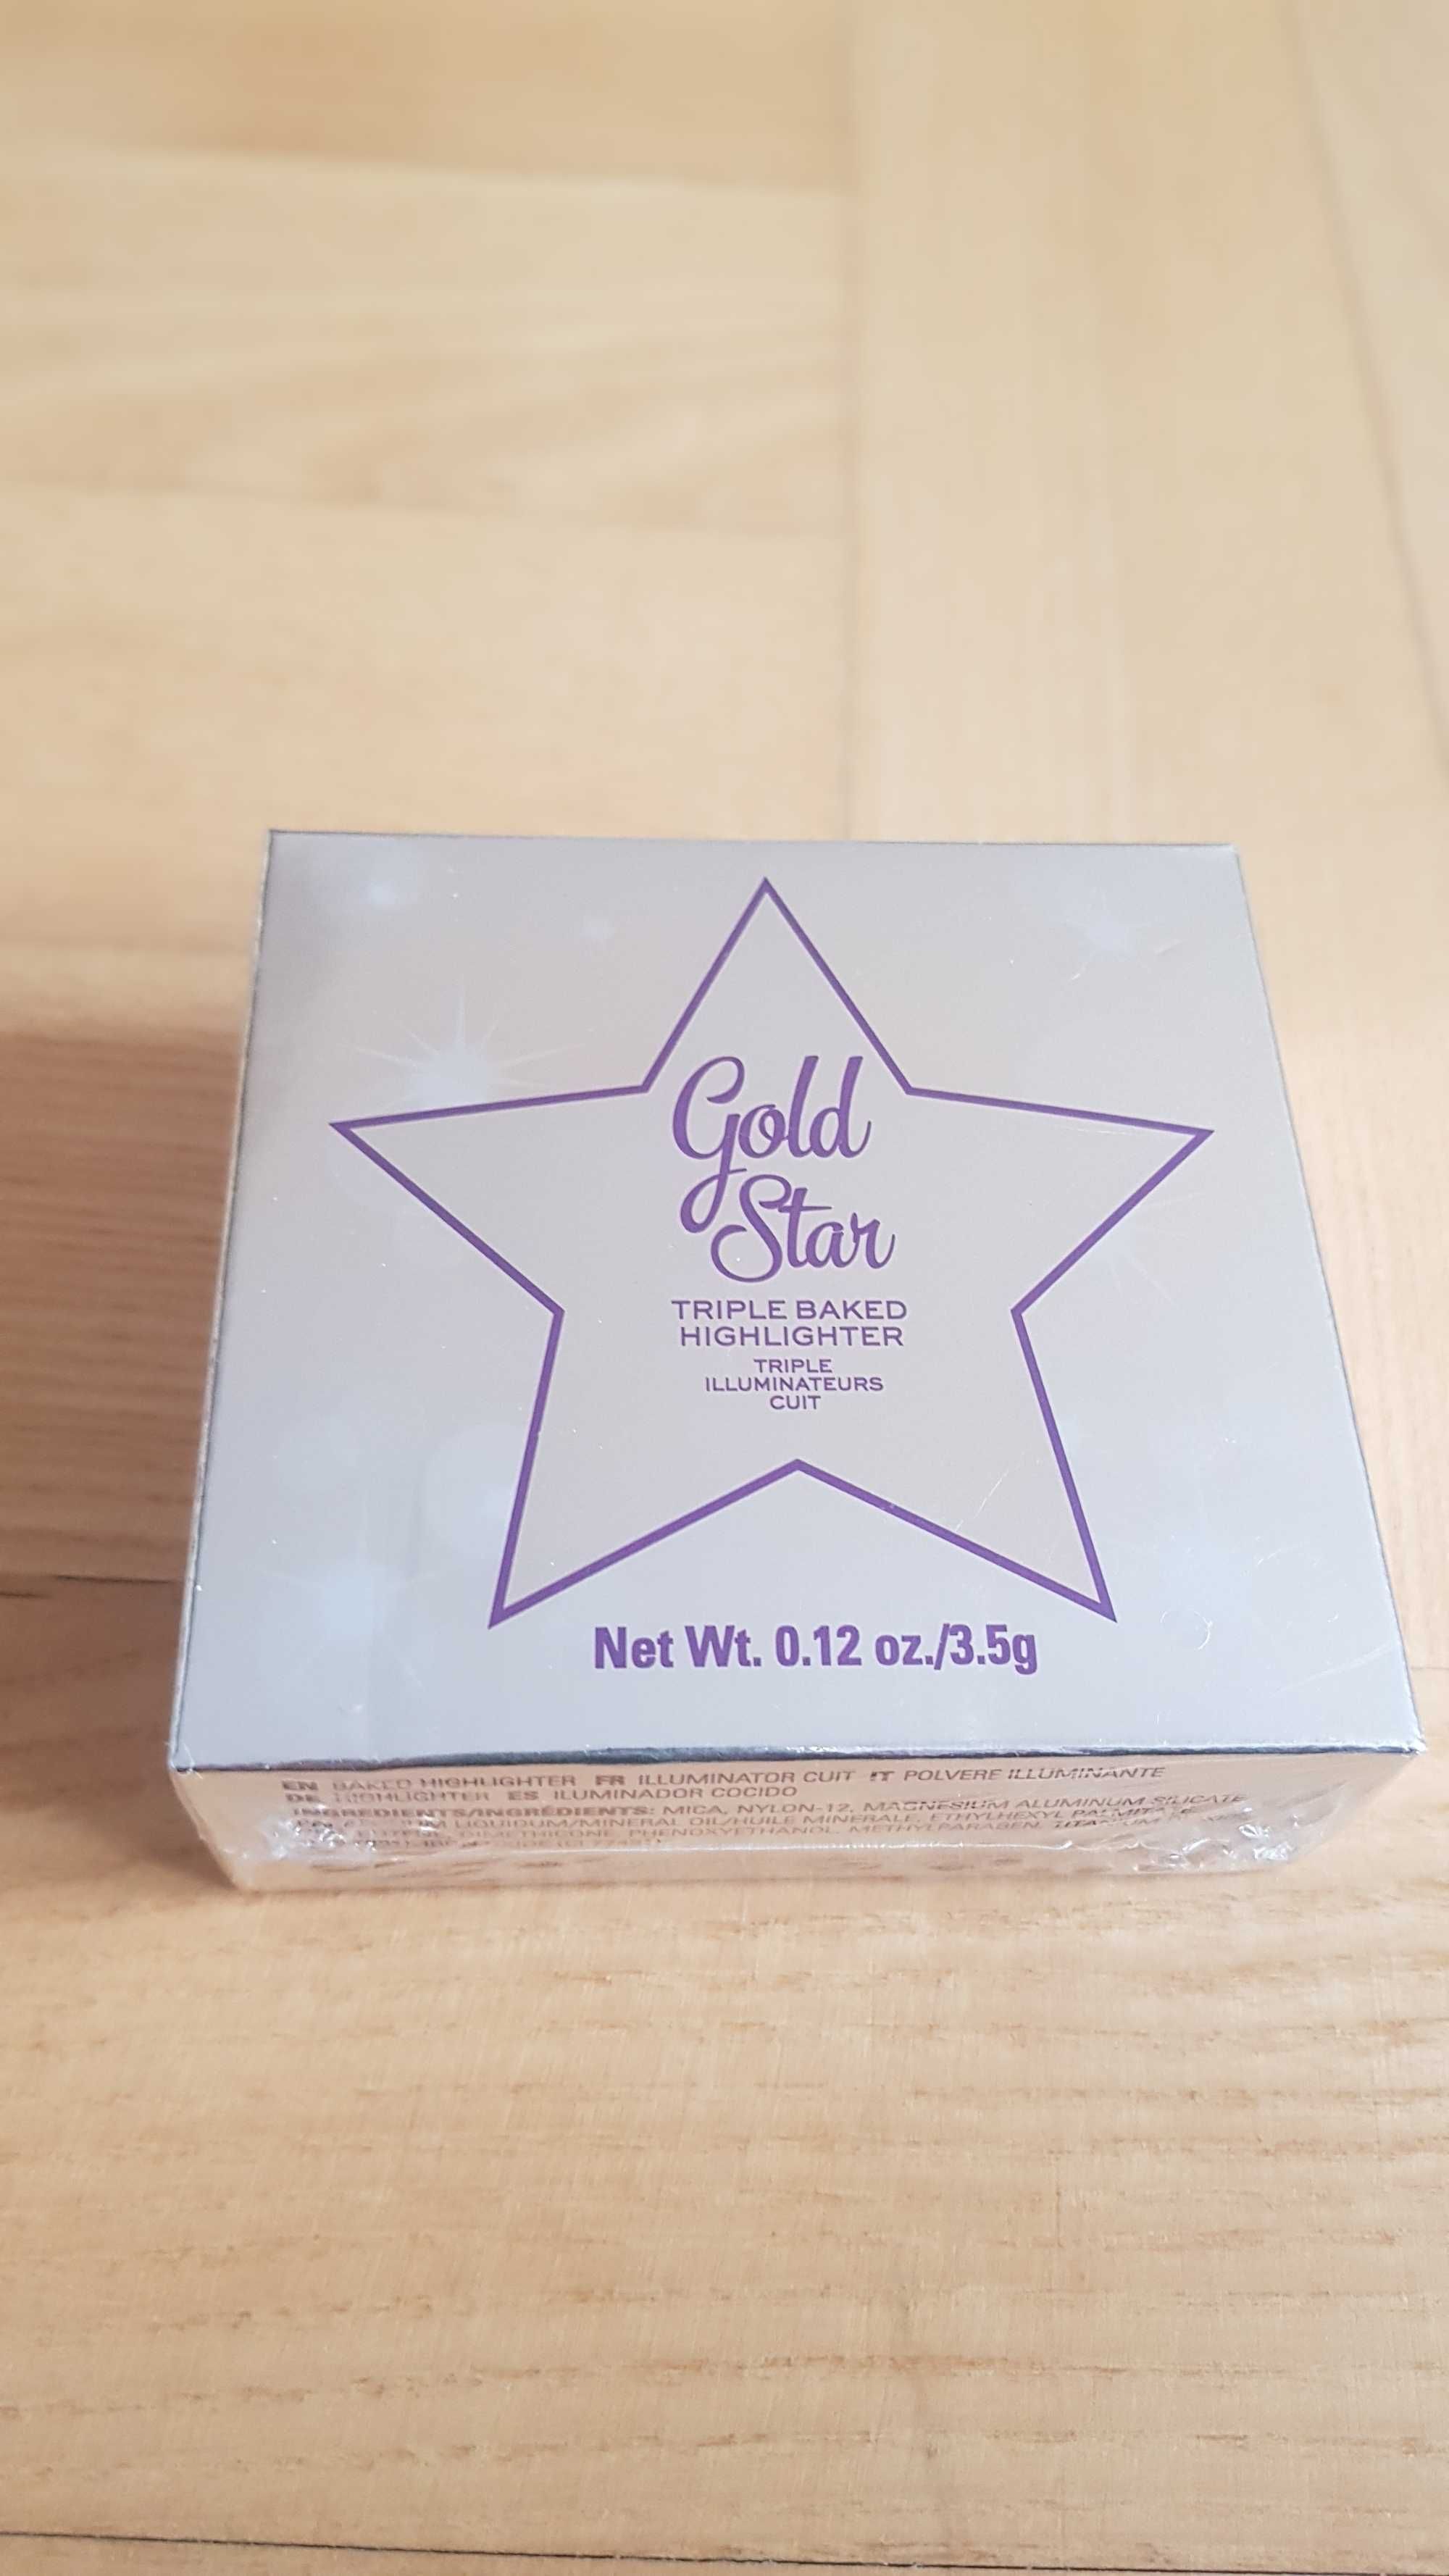 Gold
Star
TRIPLE BAKED
HIGHLIGHTER
TRIPLE
ILLUMINATEURS
CUIT
Net Wt. 0.12 oz./3.5g
EN BAKED HIGHLIGHTER FR ILLUMINATOR CUIT IT POLVERE ILLUMINANTE
DE HIGHLIGHTER ES ILUMINADOR COCIDO
INGREDIENTS/INGRÉDIENTS: MICA, NYLON-12, MAGNESIUM ALUMINUM SILICATE
LIQUIDUM/MINERAL OIL/HUILE MINERALE, ETHYLHEXYL PALMITATE
DIMETHICONE, PHENOXYETHANOL, METHYLPARABEN,